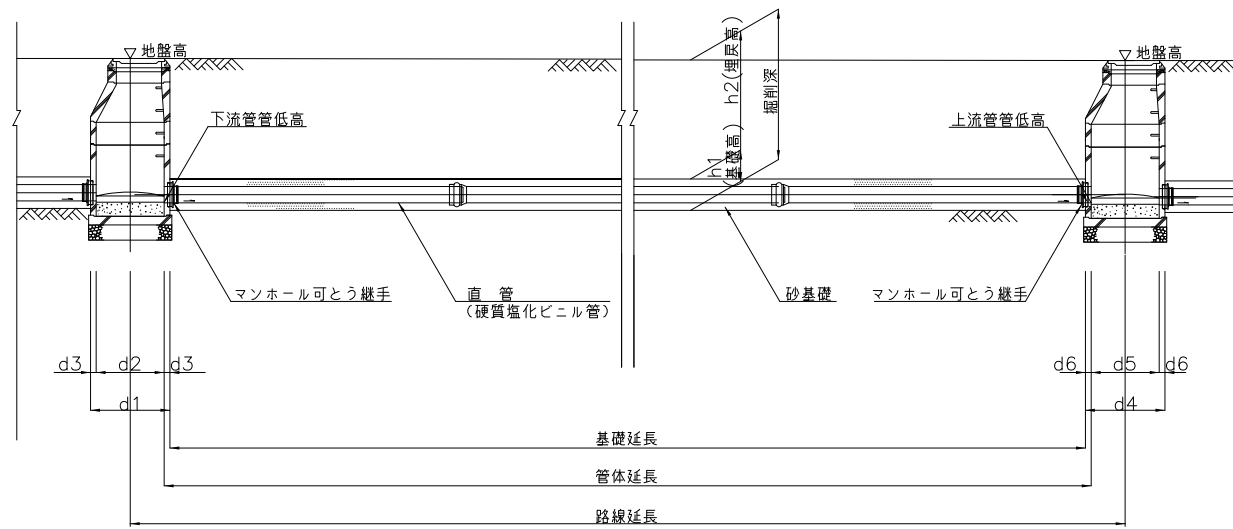 地盤高
地盤高
h1
(基礎高)
h2(埋戻高)
掘削深
下流管管低高
上流管管低高
マンホール可とう継手
直 管
(硬質塩化ビニル管)
砂基礎
マンホール可とう継手
d3
d2
d3
d6
d5
d6
d1
d4
基礎延長
管体延長
路線延長